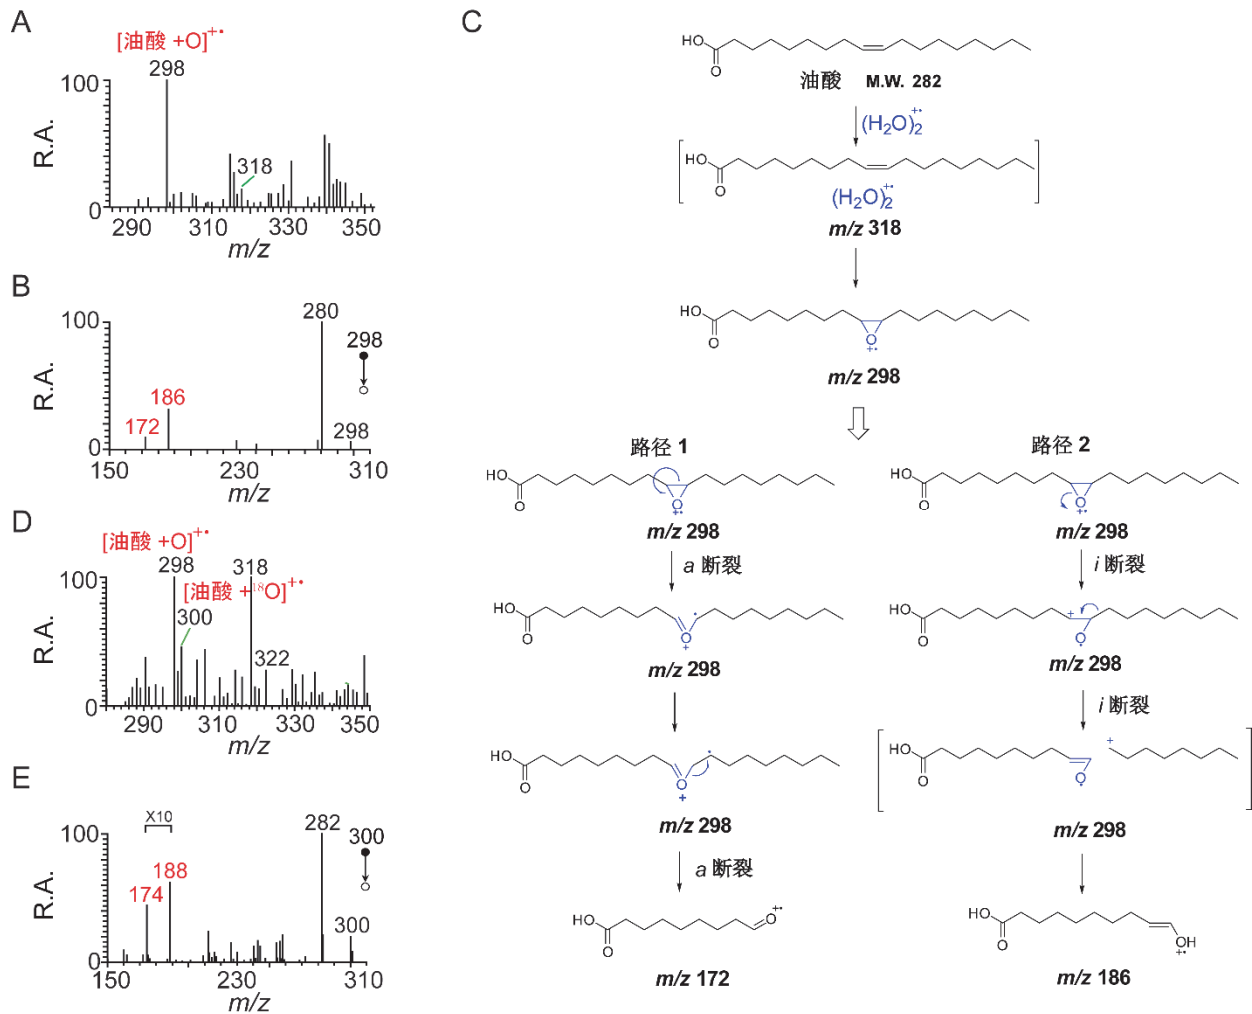 A
[油酸 +O]+•
298
100
R.A.
318
0
290
310
330
350
m/z
B
100
280
298
R.A.
186
172
298
0
150
230
310
m/z
D
[油酸 +O]+•
298
318
100
[油酸 +18O]+•
300
R.A.
322
0
290
310
330
350
m/z
E
X10
282
300
100
188
R.A.
174
300
0
150
230
310
m/z
C
HO
O
油酸 M.W. 282
(H2O)2+•
HO
O
(H2O)2+•
m/z 318
HO
O
O
+•
m/z 298
路径 1
HO
O
O
+•
m/z 298
a 断裂
HO
O
O
+
m/z 298
HO
O
O
+
m/z 298
a 断裂
HO
O
O+•
m/z 172
路径 2
HO
O
O
+•
m/z 298
i 断裂
HO
O
+
O
•
m/z 298
i 断裂
HO
O
+
O
•
m/z 298
HO
O
OH
+•
m/z 186